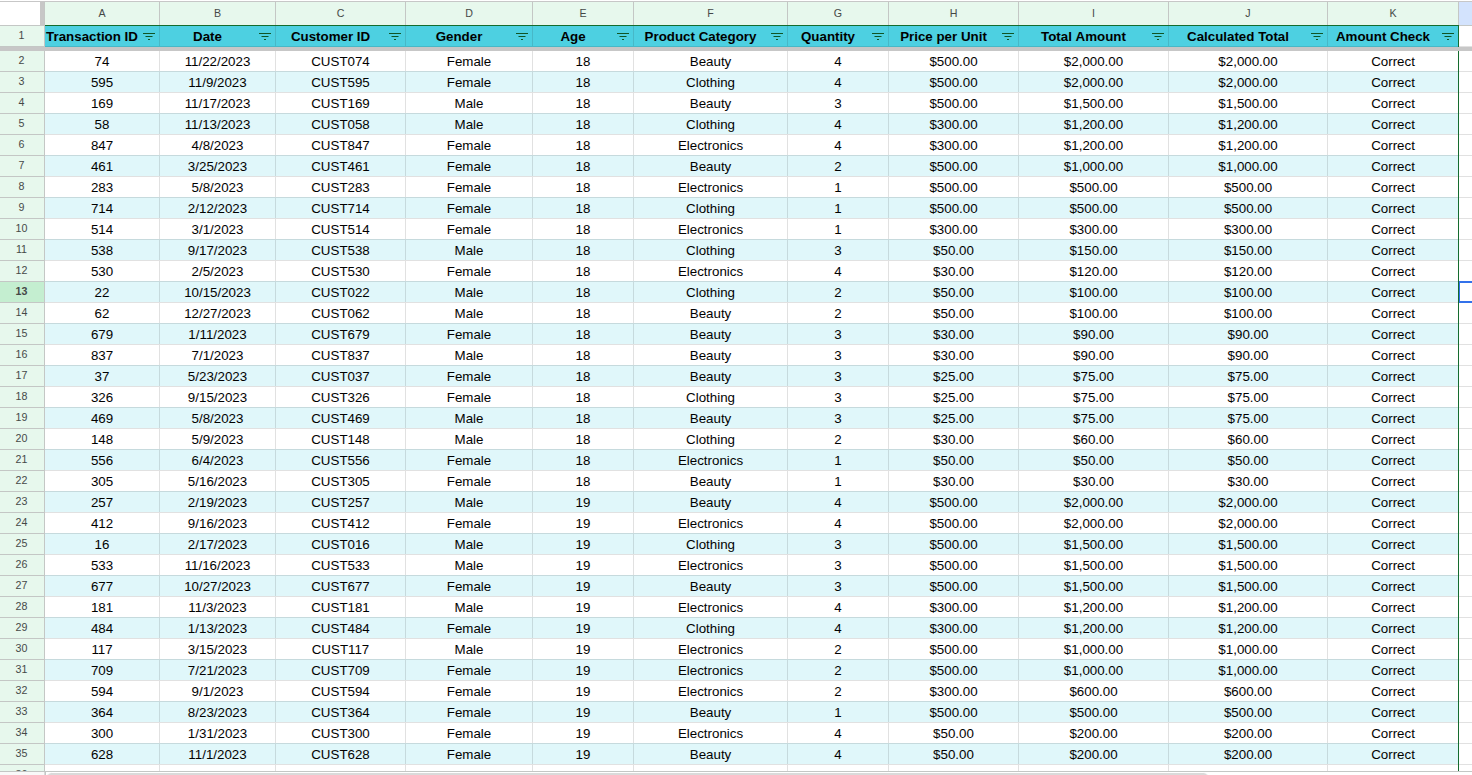 A B C D E F G H I J K
1 Transaction ID Date Customer ID Gender Age Product Category Quantity Price per Unit Total Amount Calculated Total Amount Check
2 74 11/22/2023 CUST074 Female 18 Beauty 4 $500.00 $2,000.00 $2,000.00 Correct
3 595 11/9/2023 CUST595 Female 18 Clothing 4 $500.00 $2,000.00 $2,000.00 Correct
4 169 11/17/2023 CUST169 Male 18 Beauty 3 $500.00 $1,500.00 $1,500.00 Correct
5 58 11/13/2023 CUST058 Male 18 Clothing 4 $300.00 $1,200.00 $1,200.00 Correct
6 847 4/8/2023 CUST847 Female 18 Electronics 4 $300.00 $1,200.00 $1,200.00 Correct
7 461 3/25/2023 CUST461 Female 18 Beauty 2 $500.00 $1,000.00 $1,000.00 Correct
8 283 5/8/2023 CUST283 Female 18 Electronics 1 $500.00 $500.00 $500.00 Correct
9 714 2/12/2023 CUST714 Female 18 Clothing 1 $500.00 $500.00 $500.00 Correct
10 514 3/1/2023 CUST514 Female 18 Electronics 1 $300.00 $300.00 $300.00 Correct
11 538 9/17/2023 CUST538 Male 18 Clothing 3 $50.00 $150.00 $150.00 Correct
12 530 2/5/2023 CUST530 Female 18 Electronics 4 $30.00 $120.00 $120.00 Correct
13 22 10/15/2023 CUST022 Male 18 Clothing 2 $50.00 $100.00 $100.00 Correct
14 62 12/27/2023 CUST062 Male 18 Beauty 2 $50.00 $100.00 $100.00 Correct
15 679 1/11/2023 CUST679 Female 18 Beauty 3 $30.00 $90.00 $90.00 Correct
16 837 7/1/2023 CUST837 Male 18 Beauty 3 $30.00 $90.00 $90.00 Correct
17 37 5/23/2023 CUST037 Female 18 Beauty 3 $25.00 $75.00 $75.00 Correct
18 326 9/15/2023 CUST326 Female 18 Clothing 3 $25.00 $75.00 $75.00 Correct
19 469 5/8/2023 CUST469 Male 18 Beauty 3 $25.00 $75.00 $75.00 Correct
20 148 5/9/2023 CUST148 Male 18 Clothing 2 $30.00 $60.00 $60.00 Correct
21 556 6/4/2023 CUST556 Female 18 Electronics 1 $50.00 $50.00 $50.00 Correct
22 305 5/16/2023 CUST305 Female 18 Beauty 1 $30.00 $30.00 $30.00 Correct
23 257 2/19/2023 CUST257 Male 19 Beauty 4 $500.00 $2,000.00 $2,000.00 Correct
24 412 9/16/2023 CUST412 Female 19 Electronics 4 $500.00 $2,000.00 $2,000.00 Correct
25 16 2/17/2023 CUST016 Male 19 Clothing 3 $500.00 $1,500.00 $1,500.00 Correct
26 533 11/16/2023 CUST533 Male 19 Electronics 3 $500.00 $1,500.00 $1,500.00 Correct
27 677 10/27/2023 CUST677 Female 19 Beauty 3 $500.00 $1,500.00 $1,500.00 Correct
28 181 11/3/2023 CUST181 Male 19 Electronics 4 $300.00 $1,200.00 $1,200.00 Correct
29 484 1/13/2023 CUST484 Female 19 Clothing 4 $300.00 $1,200.00 $1,200.00 Correct
30 117 3/15/2023 CUST117 Male 19 Electronics 2 $500.00 $1,000.00 $1,000.00 Correct
31 709 7/21/2023 CUST709 Female 19 Electronics 2 $500.00 $1,000.00 $1,000.00 Correct
32 594 9/1/2023 CUST594 Female 19 Electronics 2 $300.00 $600.00 $600.00 Correct
33 364 8/23/2023 CUST364 Female 19 Beauty 1 $500.00 $500.00 $500.00 Correct
34 300 1/31/2023 CUST300 Female 19 Electronics 4 $50.00 $200.00 $200.00 Correct
35 628 11/1/2023 CUST628 Female 19 Beauty 4 $50.00 $200.00 $200.00 Correct